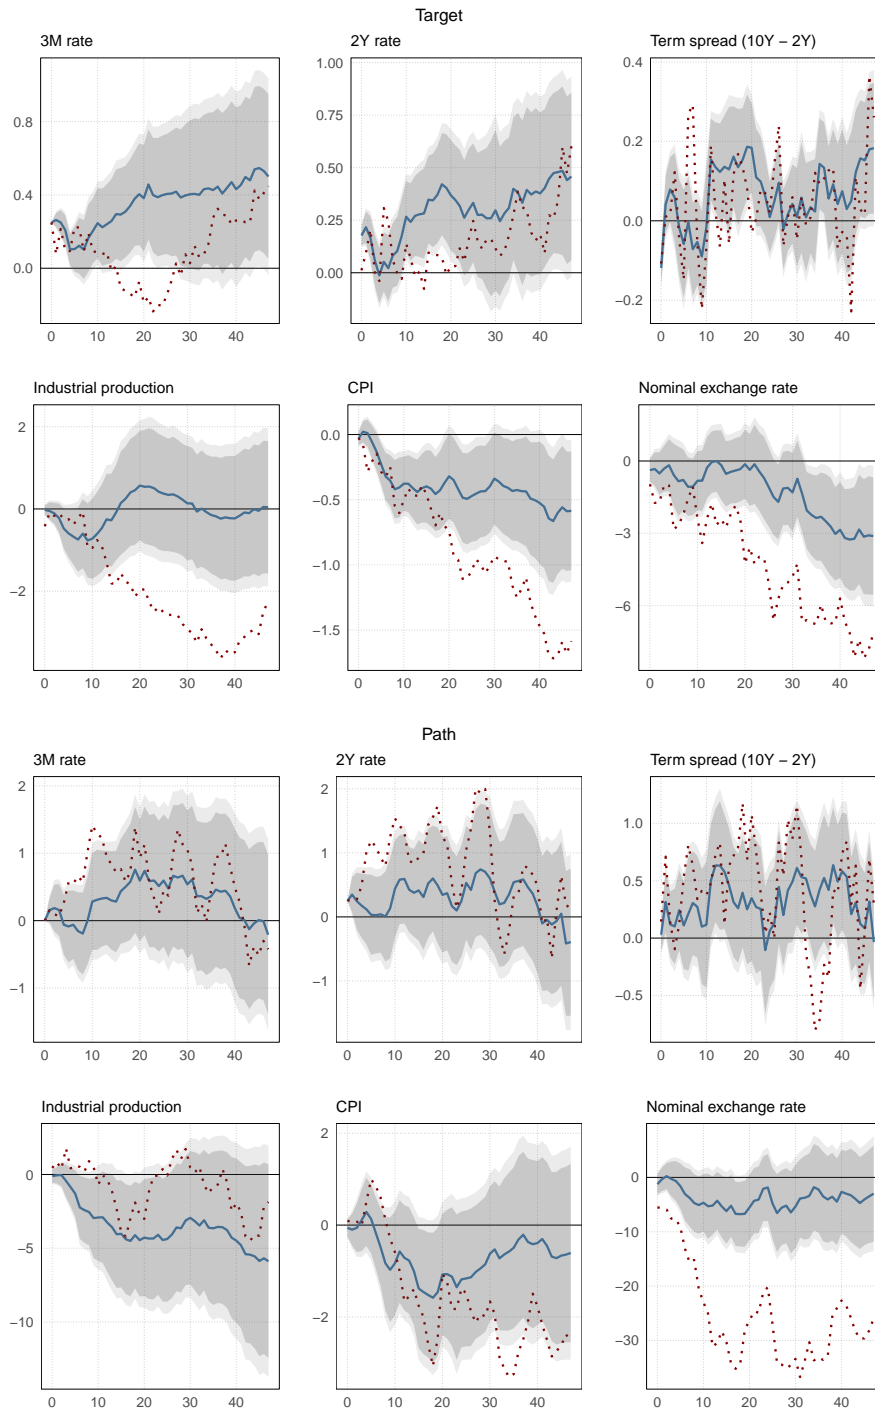 Target
3M rate
2Y rate
Term spread (10Y − 2Y)
0.8
0.4
0.0
0 10 20 30 40
1.00
0.75
0.50
0.25
0.00
0 10 20 30 40
0.4
0.2
0.0
−0.2
0 10 20 30 40
Industrial production
CPI
Nominal exchange rate
2
0
−2
0 10 20 30 40
0.0
−0.5
−1.0
−1.5
0 10 20 30 40
0
−3
−6
0 10 20 30 40
Path
3M rate
2Y rate
Term spread (10Y − 2Y)
2
1
0
−1
0 10 20 30 40
2
1
0
−1
0 10 20 30 40
1.0
0.5
0.0
−0.5
0 10 20 30 40
Industrial production
CPI
Nominal exchange rate
0
−5
−10
0 10 20 30 40
2
0
−2
0 10 20 30 40
0
−10
−20
−30
0 10 20 30 40